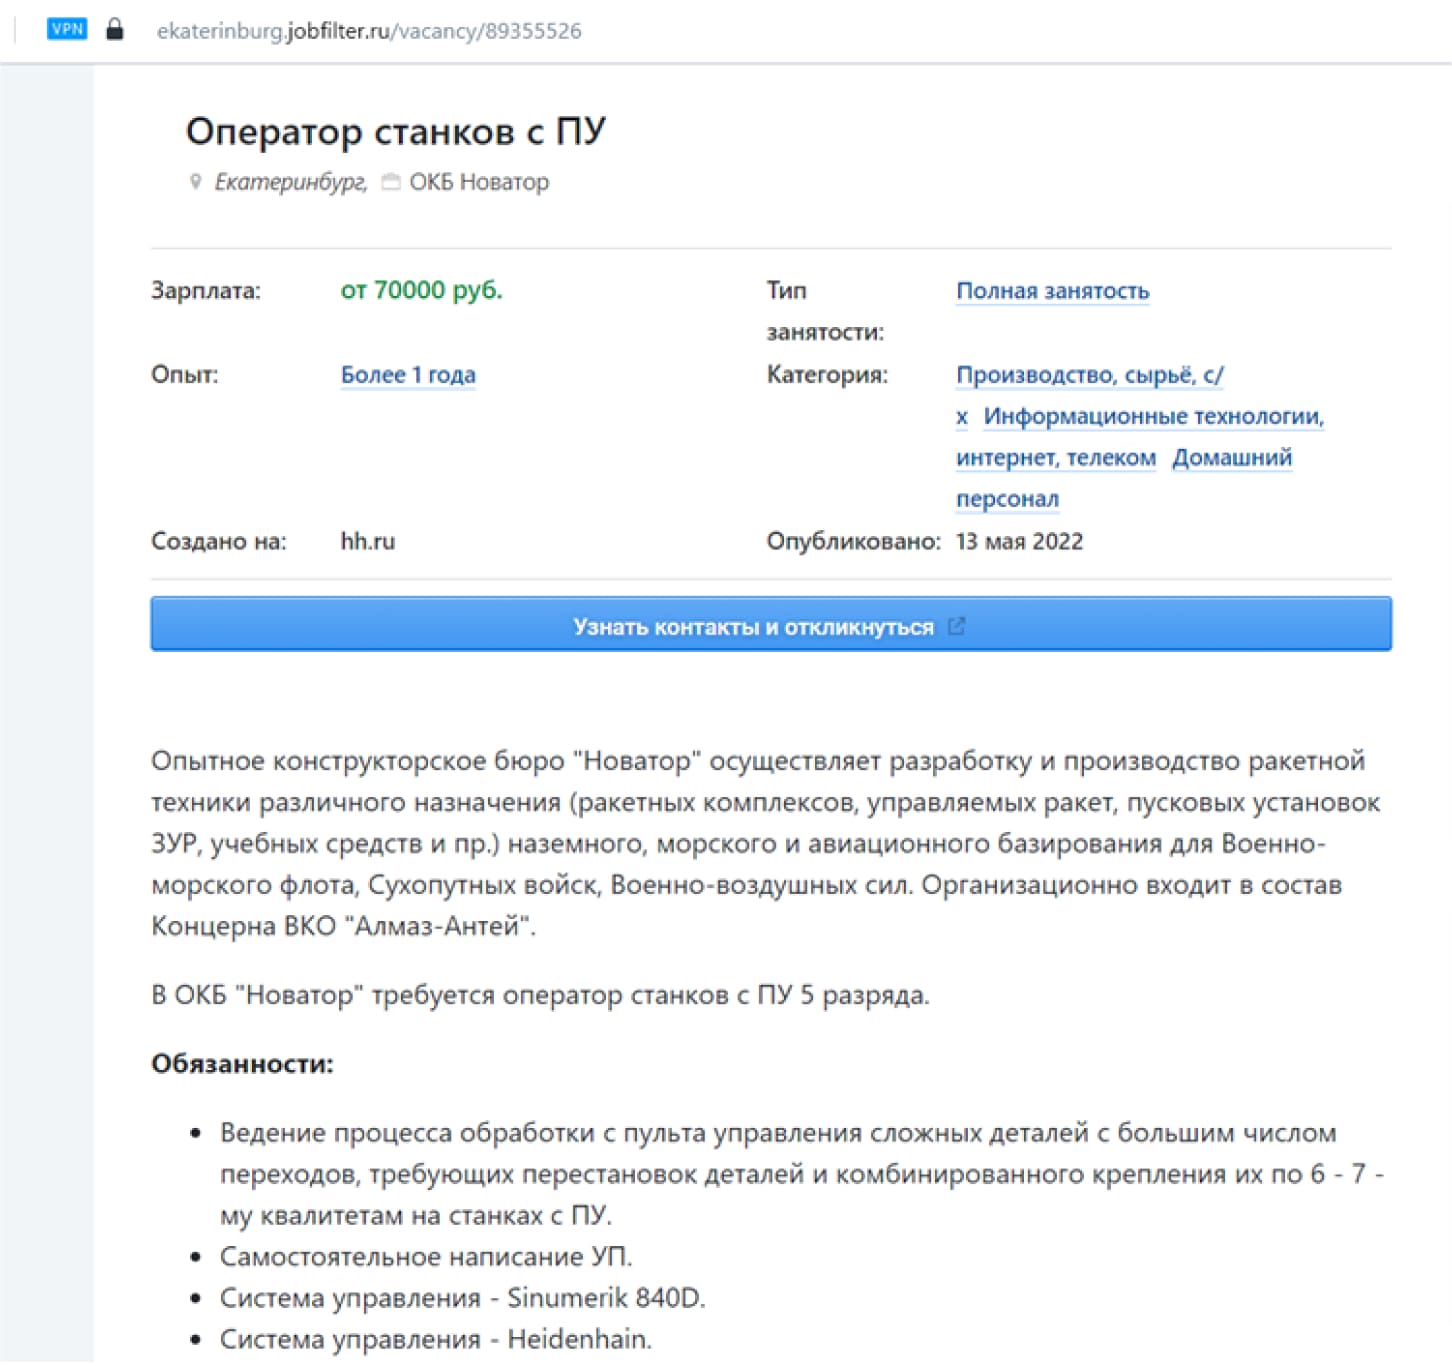 VPN ekaterinburg.jobfilter.ru/vacancy/89355526
Оператор станков с ПУ
Екатеринбург, ОКБ Новатор
Зарплата: от 70000 руб. Тип занятости: Полная занятость
Опыт: Более 1 года Категория: Производство, сырьё, с/
х Информационные технологии,
интернет, телеком Домашний
персонал
Создано на: hh.ru Опубликовано: 13 мая 2022
Узнать контакты и откликнуться
Опытное конструкторское бюро "Новатор" осуществляет разработку и производство ракетной
техники различного назначения (ракетных комплексов, управляемых ракет, пусковых установок
ЗУР, учебных средств и пр.) наземного, морского и авиационного базирования для Военно-
морского флота, Сухопутных войск, Военно-воздушных сил. Организационно входит в состав
Концерна ВКО "Алмаз-Антей".
В ОКБ "Новатор" требуется оператор станков с ПУ 5 разряда.
Обязанности:
• Ведение процесса обработки с пульта управления сложных деталей с большим числом
переходов, требующих перестановок деталей и комбинированного крепления их по 6 - 7 -
му квалитетам на станках с ПУ.
• Самостоятельное написание УП.
• Система управления - Sinumerik 840D.
• Система управления - Heidenhain.